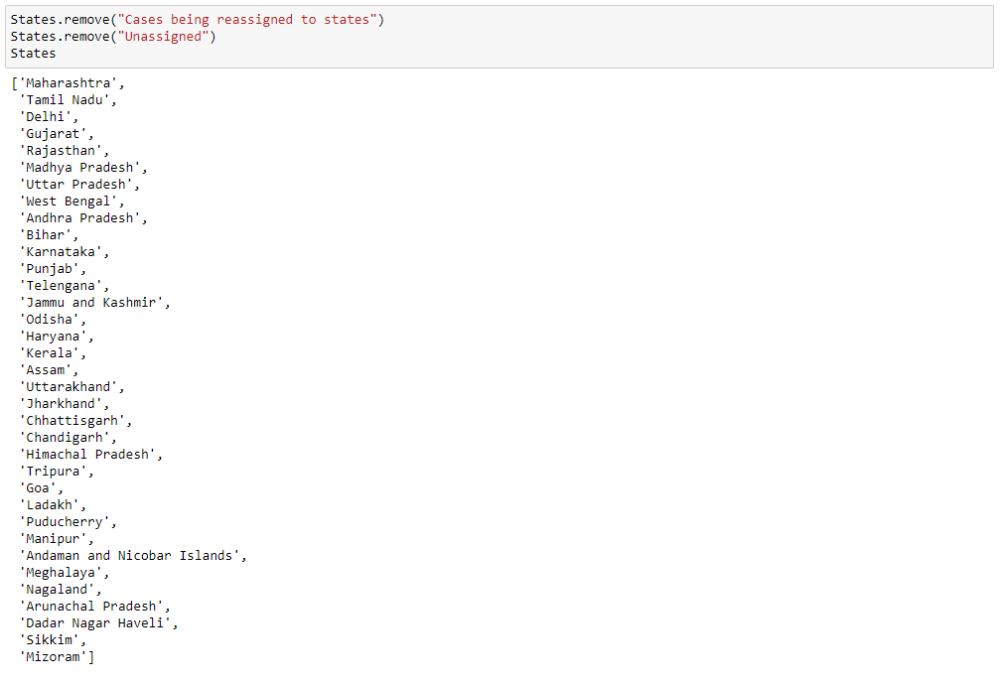 States.remove("Cases being reassigned to states")
States.remove("Unassigned")
States
['Maharashtra',
'Tamil Nadu',
'Delhi',
'Gujarat',
'Rajasthan',
'Madhya Pradesh',
'Uttar Pradesh',
'West Bengal',
'Andhra Pradesh',
'Bihar',
'Karnataka',
'Punjab',
'Telengana',
'Jammu and Kashmir',
'Odisha',
'Haryana',
'Kerala',
'Assam',
'Uttarakhand',
'Jharkhand',
'Chhattisgarh',
'Chandigarh',
'Himachal Pradesh',
'Tripura',
'Goa',
'Ladakh',
'Puducherry',
'Manipur',
'Andaman and Nicobar Islands',
'Meghalaya',
'Nagaland',
'Arunachal Pradesh',
'Dadar Nagar Haveli',
'Sikkim',
'Mizoram']